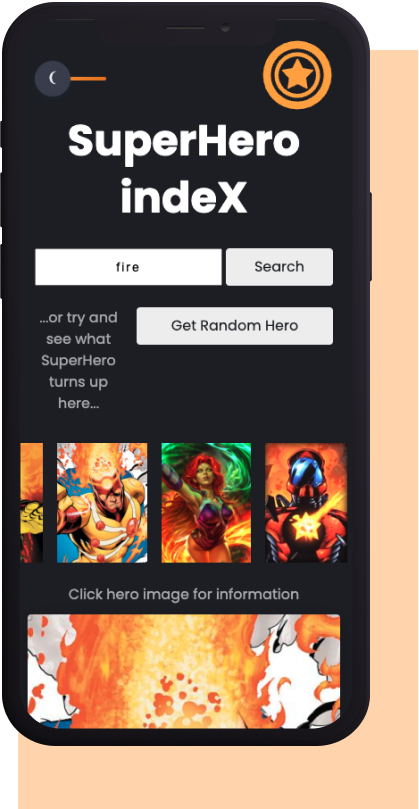 SuperHero
indeX
fire
Search
...or try and
see what
SuperHero
turns up
here...
Get Random Hero
Click hero image for information